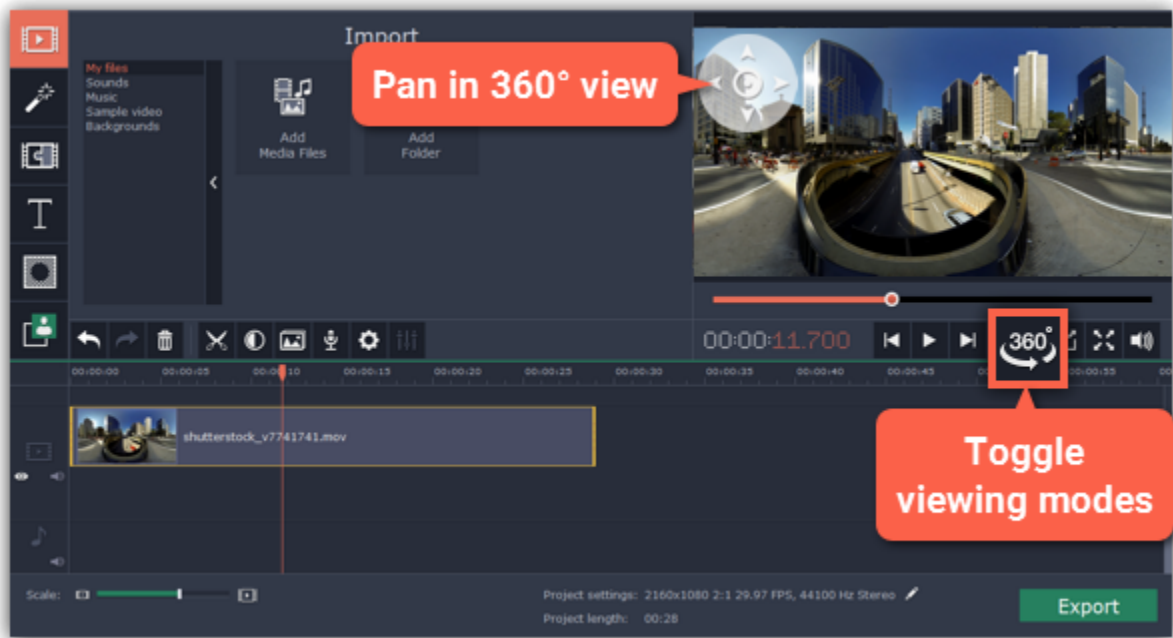 Import
Pan in 360° view
My files
Sounds
Music
Sample video
Backgrounds
Add
Media Files
Add
Folder
T
00:00:11.700
360°
00:00:00 00:00:05 00:00:10 00:00:15 00:00:20 00:00:25 00:00:30 00:00:35 00:00:40 00:00:45 00:00:55
shutterstock_v7741741.mov
Toggle
viewing modes
Scale:
Project settings: 2160x1080 2:1 29.97 FPS, 44100 Hz Stereo
Project length: 00:28
Export